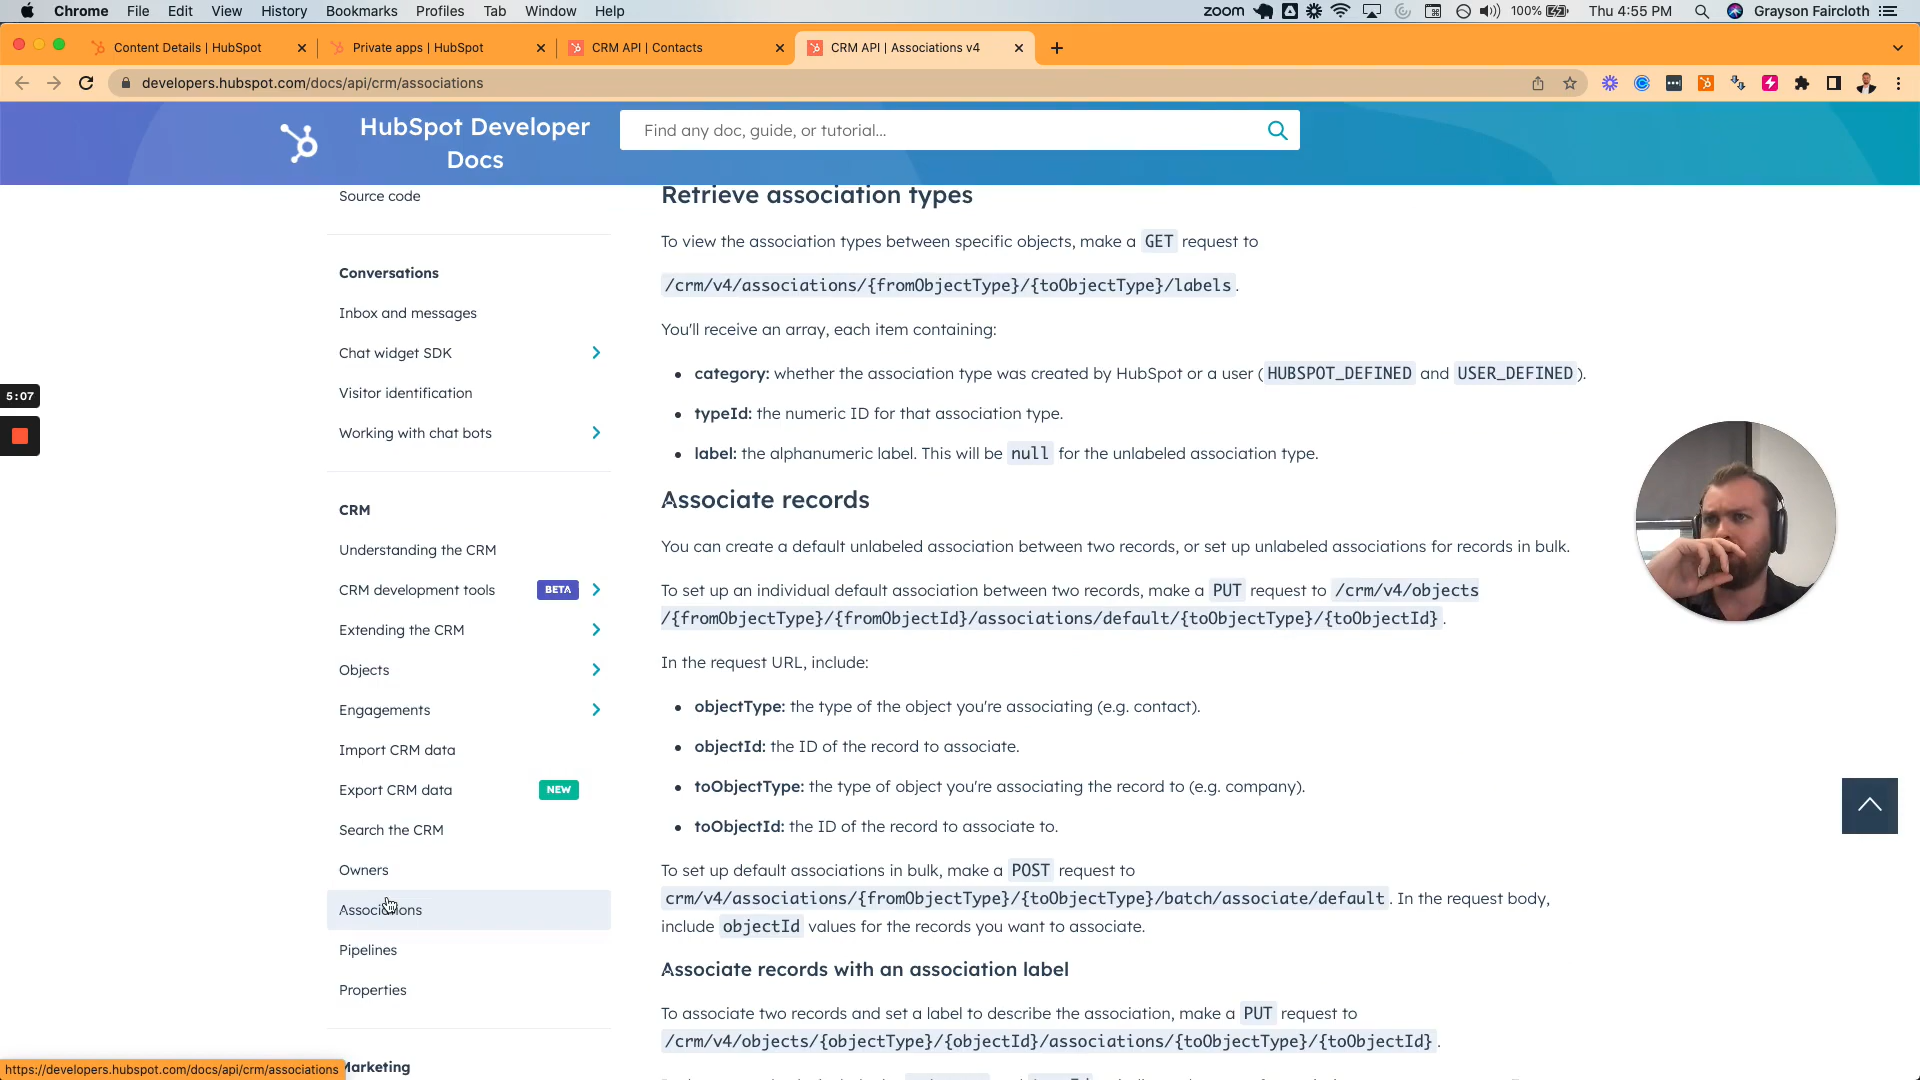 Chrome File Edit View History Bookmarks Profiles Tab Window Help zoom 100% Thu 4:55 PM Grayson Faircloth
Content Details | HubSpot Private apps | HubSpot CRM API | Contacts CRM API | Associations v4
developers.hubspot.com/docs/api/crm/associations
HubSpot Developer
Docs
Find any doc, guide, or tutorial...
Source code
Conversations
Inbox and messages
Chat widget SDK
Visitor identification
Working with chat bots
CRM
Understanding the CRM
CRM development tools BETA
Extending the CRM
Objects
Engagements
Import CRM data
Export CRM data NEW
Search the CRM
Owners
Associations
Pipelines
Properties
Marketing
https://developers.hubspot.com/docs/api/crm/associations
5:07
Retrieve association types
To view the association types between specific objects, make a GET request to
/crm/v4/associations/{fromObjectType}/{toObjectType}/labels.
You'll receive an array, each item containing:
• category: whether the association type was created by HubSpot or a user (HUBSPOT_DEFINED and USER_DEFINED).
• typeId: the numeric ID for that association type.
• label: the alphanumeric label. This will be null for the unlabeled association type.
Associate records
You can create a default unlabeled association between two records, or set up unlabeled associations for records in bulk.
To set up an individual default association between two records, make a PUT request to /crm/v4/objects
/{fromObjectType}/{fromObjectId}/associations/default/{toObjectType}/{toObjectId}.
In the request URL, include:
• objectType: the type of the object you're associating (e.g. contact).
• objectId: the ID of the record to associate.
• toObjectType: the type of object you're associating the record to (e.g. company).
• toObjectId: the ID of the record to associate to.
To set up default associations in bulk, make a POST request to
crm/v4/associations/{fromObjectType}/{toObjectType}/batch/associate/default. In the request body,
include objectId values for the records you want to associate.
Associate records with an association label
To associate two records and set a label to describe the association, make a PUT request to
/crm/v4/objects/{objectType}/{objectId}/associations/{toObjectType}/{toObjectId}.